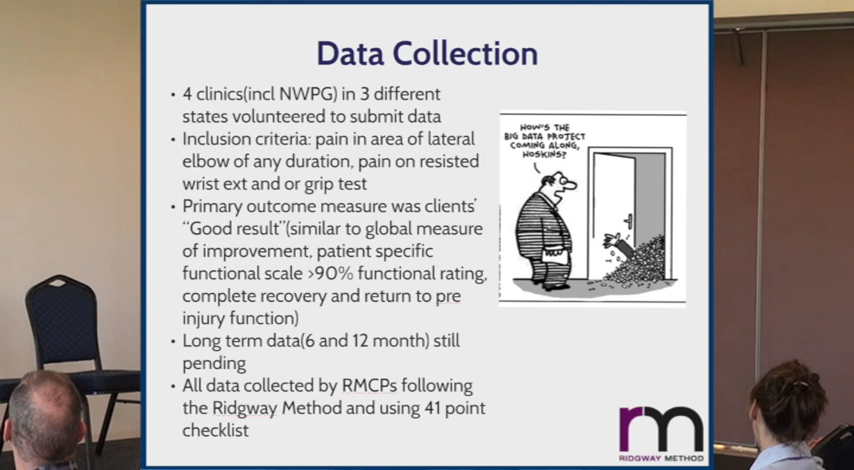 Data Collection
• 4 clinics(incl NWPG) in 3 different
states volunteered to submit data
• Inclusion criteria: pain in area of lateral
elbow of any duration, pain on resisted
wrist ext and or grip test
• Primary outcome measure was clients’
“Good result”(similar to global measure
of improvement, patient specific
functional scale >90% functional rating,
complete recovery and return to pre
injury function)
• Long term data(6 and 12 month) still
pending
• All data collected by RMCPs following
the Ridgway Method and using 41 point
checklist
HOW'S THE
BIG DATA PROJECT
COMING ALONG,
HOSKINS?
rm
RIDGWAY METHOD